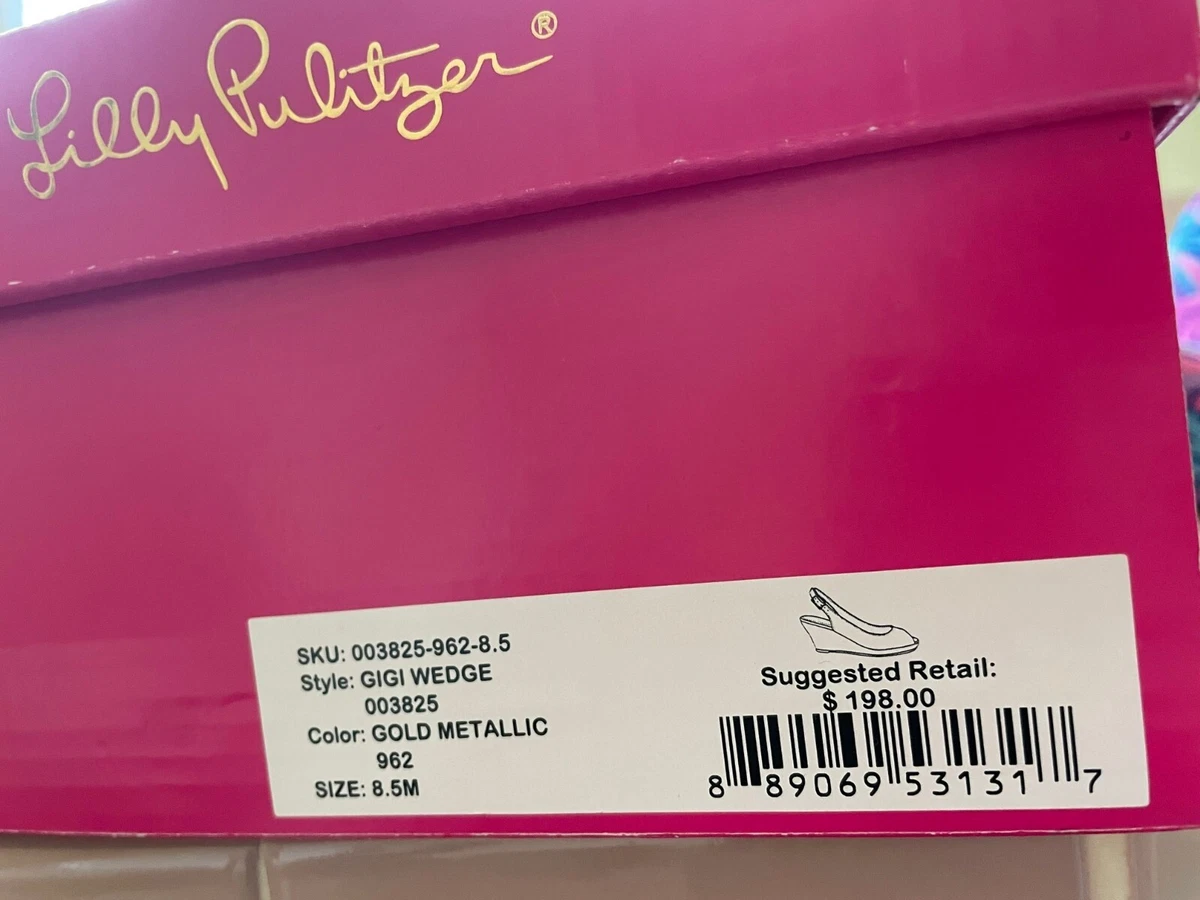 Lilly Pulitzer®
SKU: 003825-962-8.5
Style: GIGI WEDGE
003825
Color: GOLD METALLIC
962
SIZE: 8.5M
Suggested Retail:
$ 198.00
8 89069 53131 7